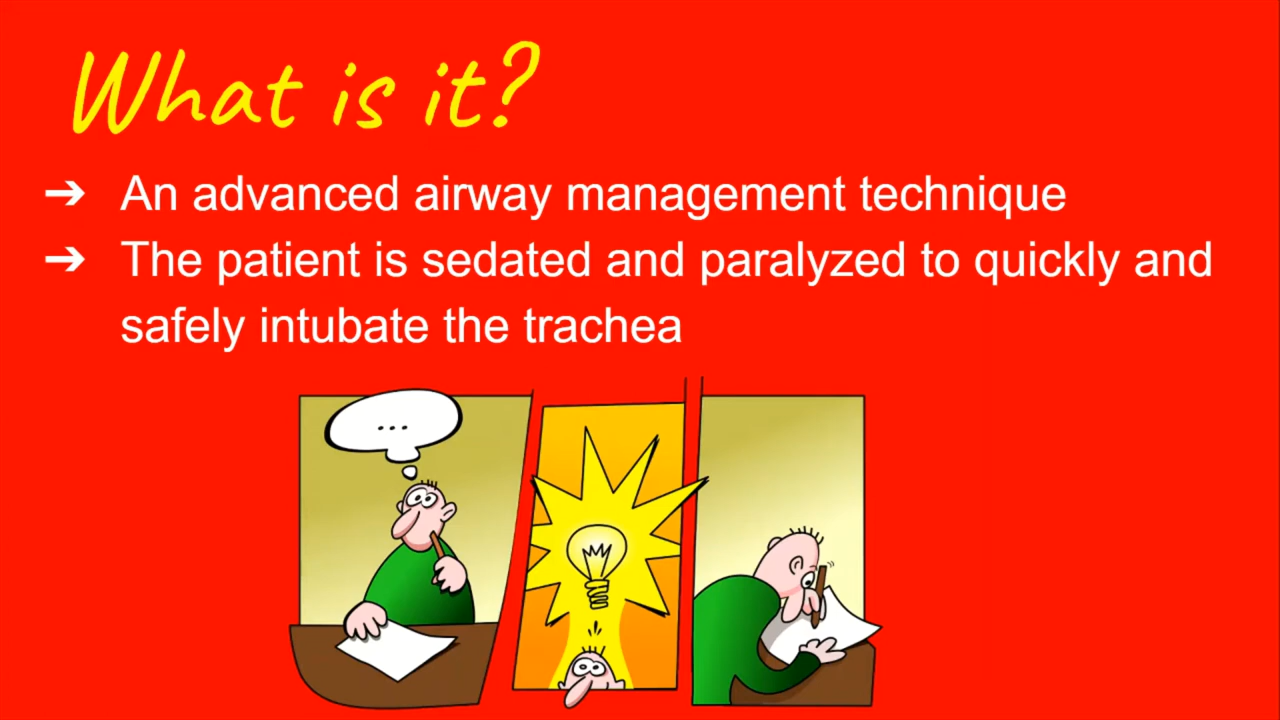 What is it?
➔ An advanced airway management technique
➔ The patient is sedated and paralyzed to quickly and
safely intubate the trachea
...